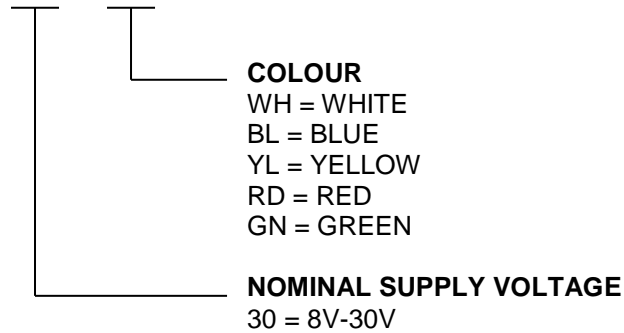 COLOUR
WH = WHITE
BL = BLUE
YL = YELLOW
RD = RED
GN = GREEN
NOMINAL SUPPLY VOLTAGE
30 = 8V-30V